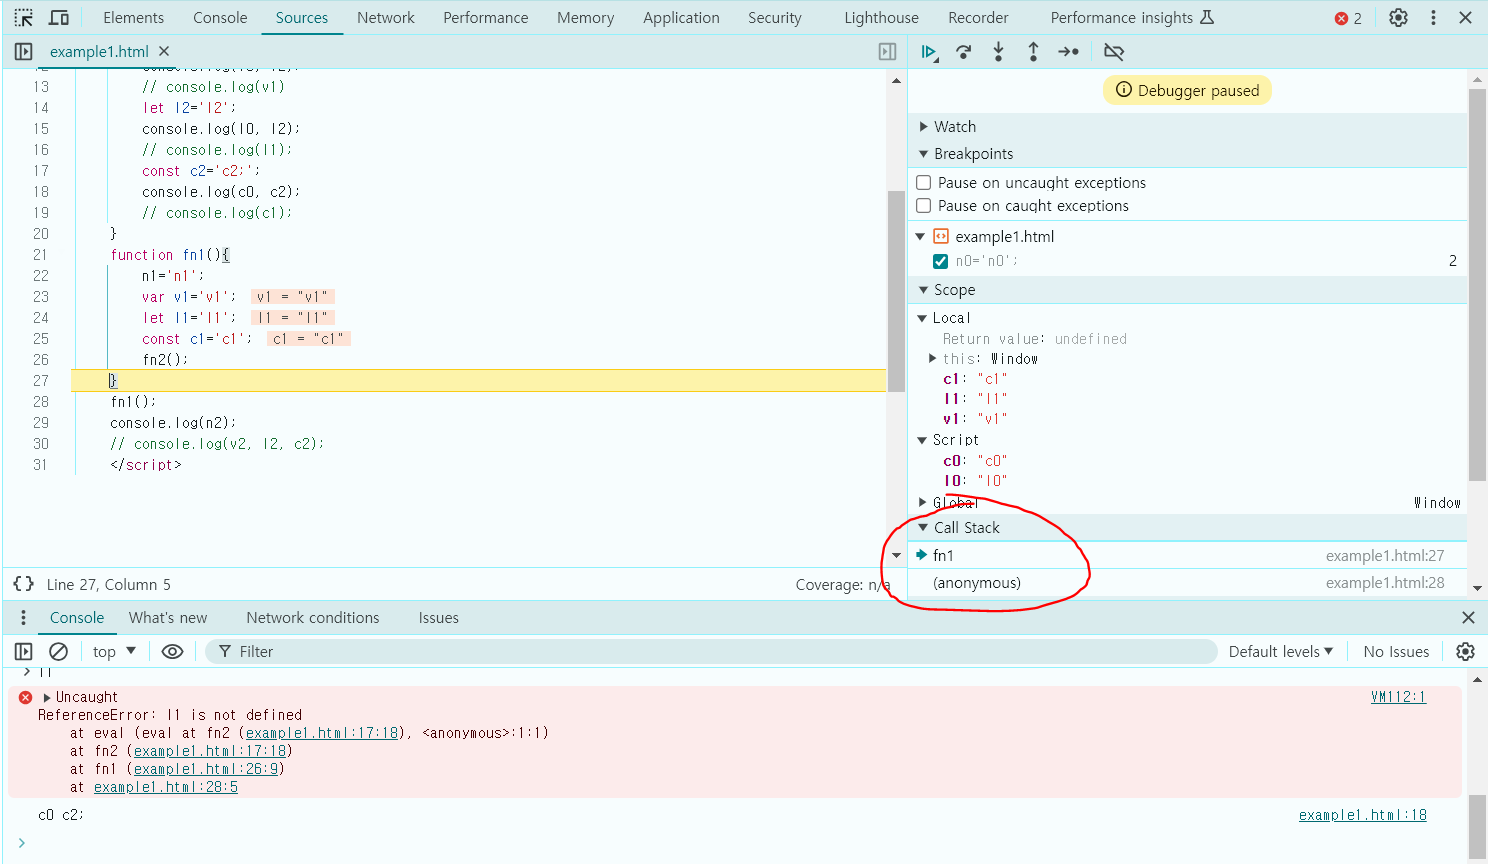 Elements Console Sources Network Performance Memory Application Security Lighthouse Recorder Performance insights 2
example1.html
Debugger paused
13 // console.log(v1)
14 let l2='l2';
15 console.log(l0, l2);
16 // console.log(l1);
17 const c2='c2;';
18 console.log(c0, c2);
19 // console.log(c1);
20 }
21 function fn1(){
22 n1='n1';
23 var v1='v1'; v1 = "v1"
24 let l1='l1'; l1 = "l1"
25 const c1='c1'; c1 = "c1"
26 fn2();
27 }
28 fn1();
29 console.log(n2);
30 // console.log(v2, l2, c2);
31 </script>
{} Line 27, Column 5 Coverage: n/a
Watch
Breakpoints
Pause on uncaught exceptions
Pause on caught exceptions
example1.html
n0='n0'; 2
Scope
Local
Return value: undefined
this: Window
c1: "c1"
l1: "l1"
v1: "v1"
Script
c0: "c0"
l0: "l0"
Global Window
Call Stack
fn1 example1.html:27
(anonymous) example1.html:28
Console What's new Network conditions Issues
top Filter Default levels No Issues
> l1
Uncaught VM112:1
ReferenceError: l1 is not defined
at eval (eval at fn2 (example1.html:17:18), <anonymous>:1:1)
at fn2 (example1.html:17:18)
at fn1 (example1.html:26:9)
at example1.html:28:5
c0 c2; example1.html:18
>